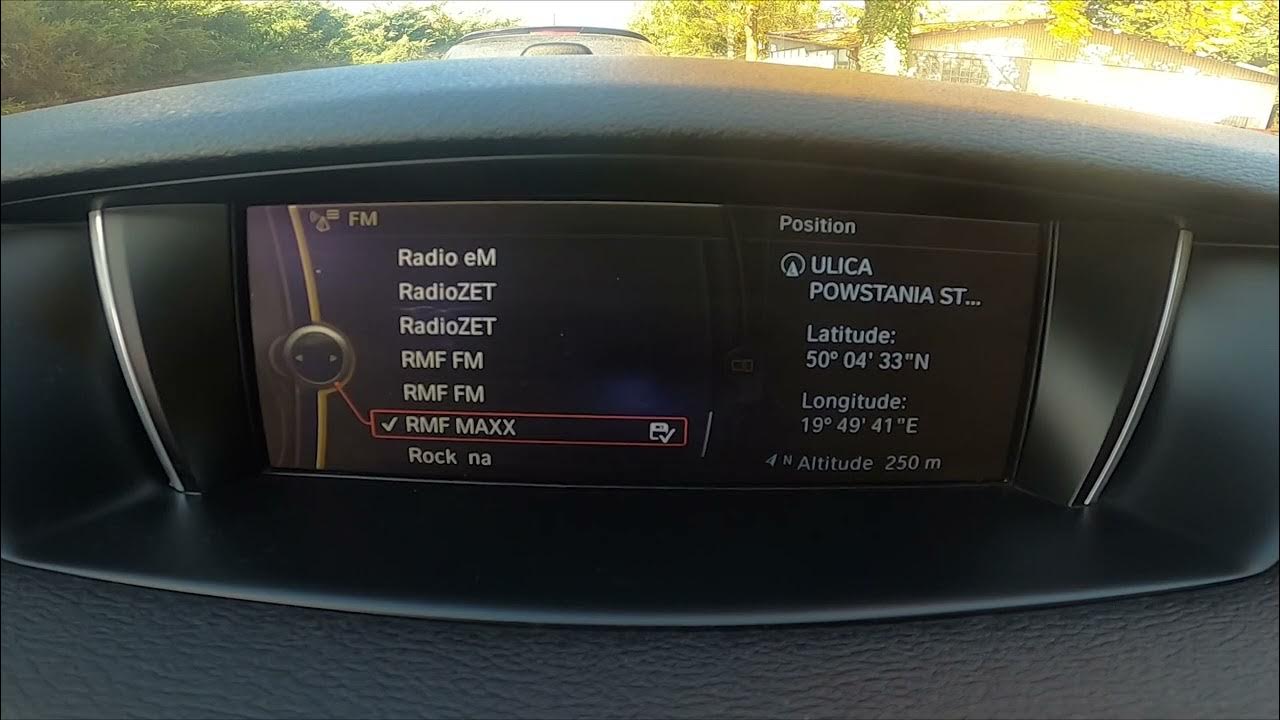 FM
Radio eM
RadioZET
RadioZET
RMF FM
RMF FM
✓ RMF MAXX
Rock na
Position
ULICA
POWSTANIA ST...
Latitude:
50° 04' 33"N
Longitude:
19° 49' 41"E
N Altitude 250 m